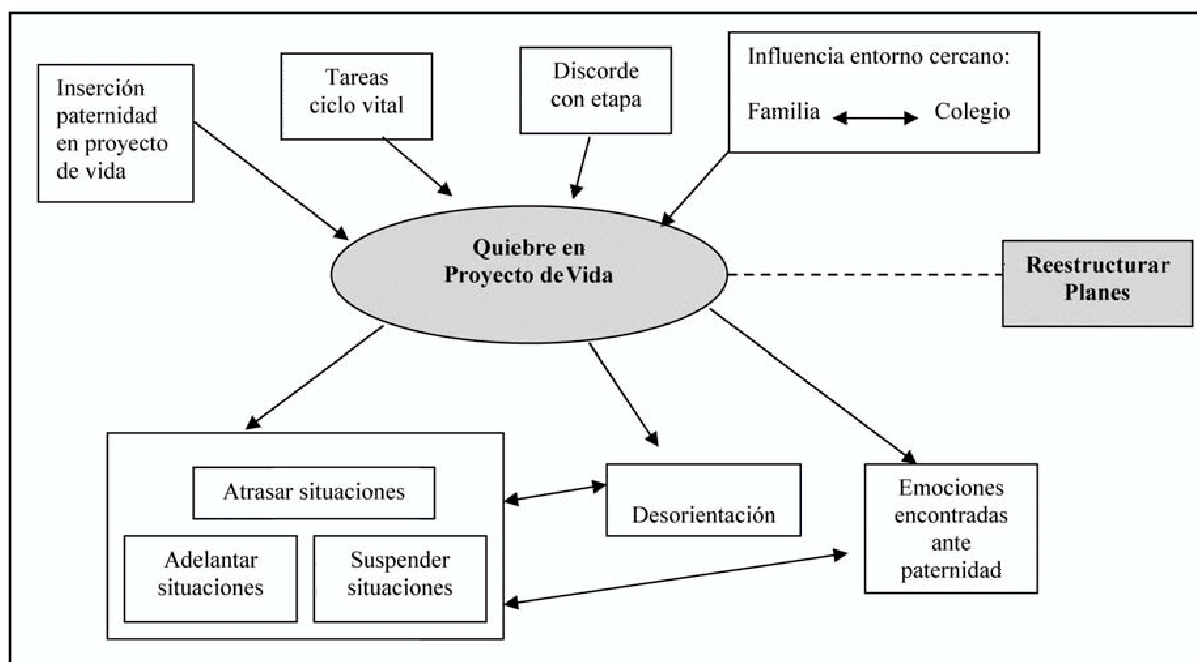 Inserción
paternidad
en proyecto
de vida
Tareas
ciclo vital
Discorde
con etapa
Influencia entorno cercano:
Familia Colegio
Quiebre en
Proyecto de Vida
Reestructurar
Planes
Atrasar situaciones
Adelantar
situaciones
Suspender
situaciones
Desorientación
Emociones
encontradas
ante
paternidad